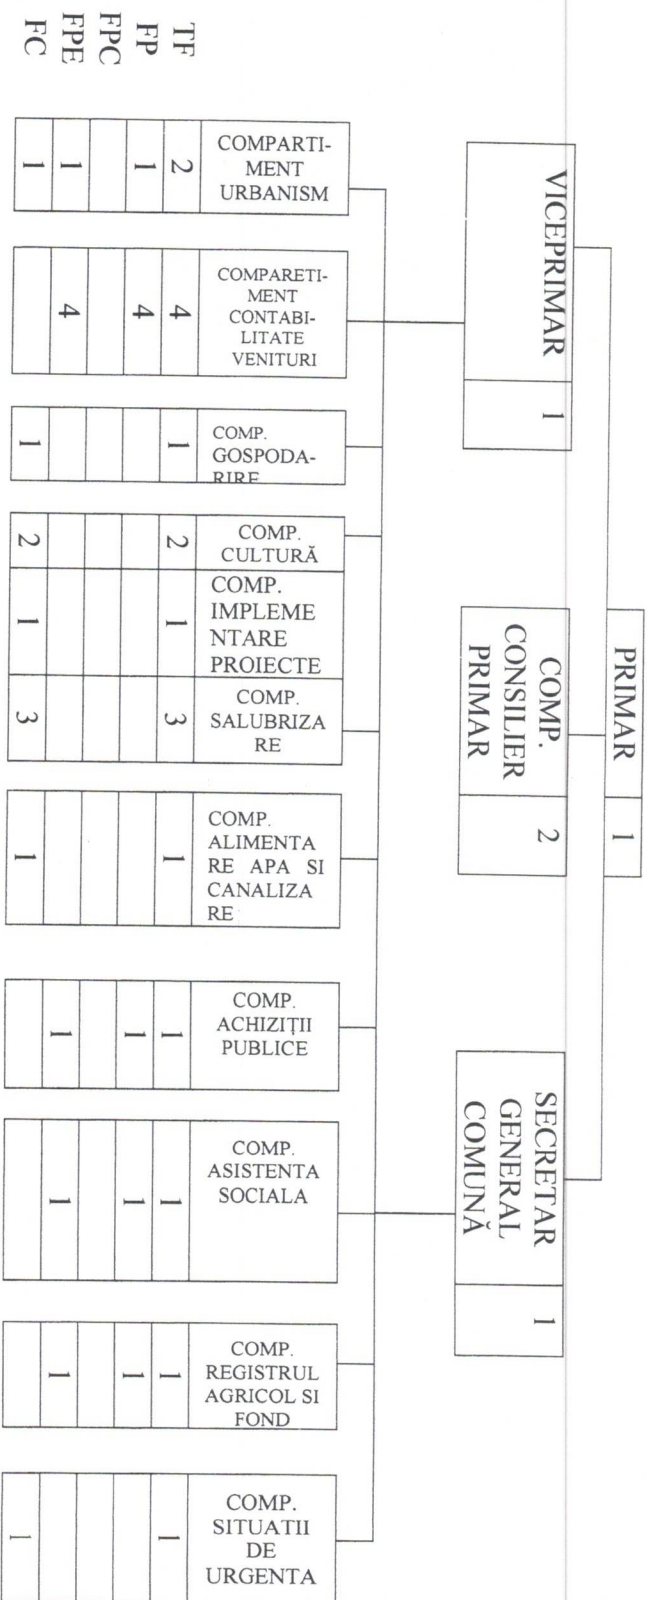 PRIMAR 1
VICEPRIMAR 1
COMP.
CONSILIER
PRIMAR
2
SECRETAR
GENERAL
COMUNĂ
1
COMPARTI-
MENT
URBANISM
COMPARETI-
MENT
CONTABI-
LITATE
VENITURI
COMP.
GOSPODA-
RIRE
COMP.
CULTURĂ
COMP.
IMPLEME
NTARE
PROIECTE
COMP.
SALUBRIZA
RE
COMP.
ALIMENTA
RE APA SI
CANALIZA
RE
COMP.
ACHIZIȚII
PUBLICE
COMP.
ASISTENTA
SOCIALA
COMP.
REGISTRUL
AGRICOL SI
FOND
COMP.
SITUATII
DE
URGENTA
TF 2 4 1 2 1 3 1 1 1 1 1
FP 1 4 1 1 1
FPC
FPE 1 4 1 1 1
FC 1 1 2 1 3 1 1